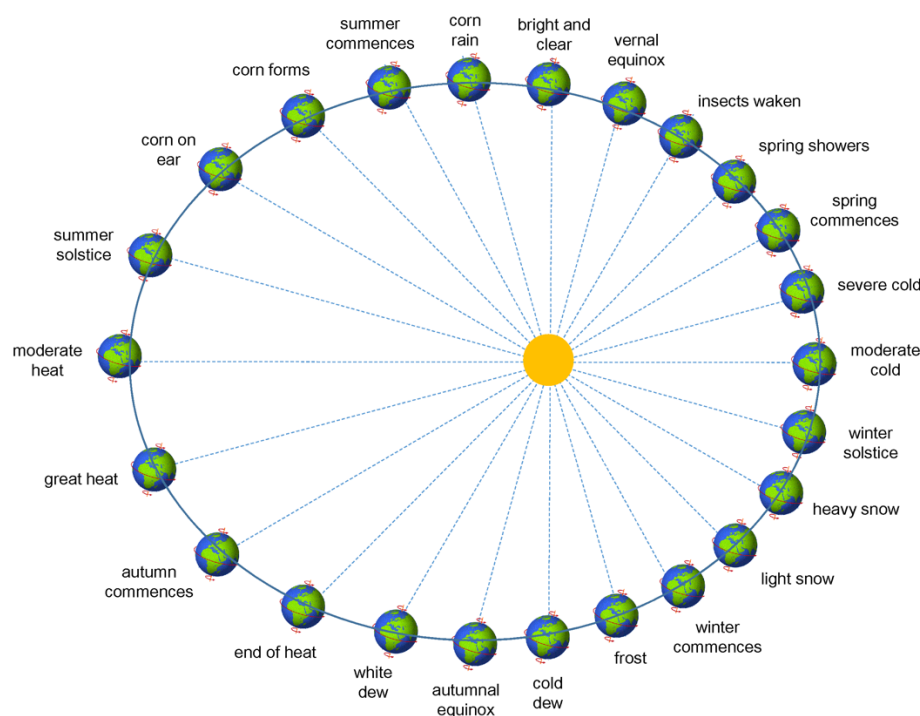 summer
commences
corn
rain
bright and
clear
vernal
equinox
corn forms
insects waken
corn on
ear
spring showers
spring
commences
summer
solstice
severe cold
moderate
heat
moderate
cold
winter
solstice
great heat
heavy snow
autumn
commences
light snow
end of heat
white
dew
autumnal
equinox
cold
dew
frost
winter
commences